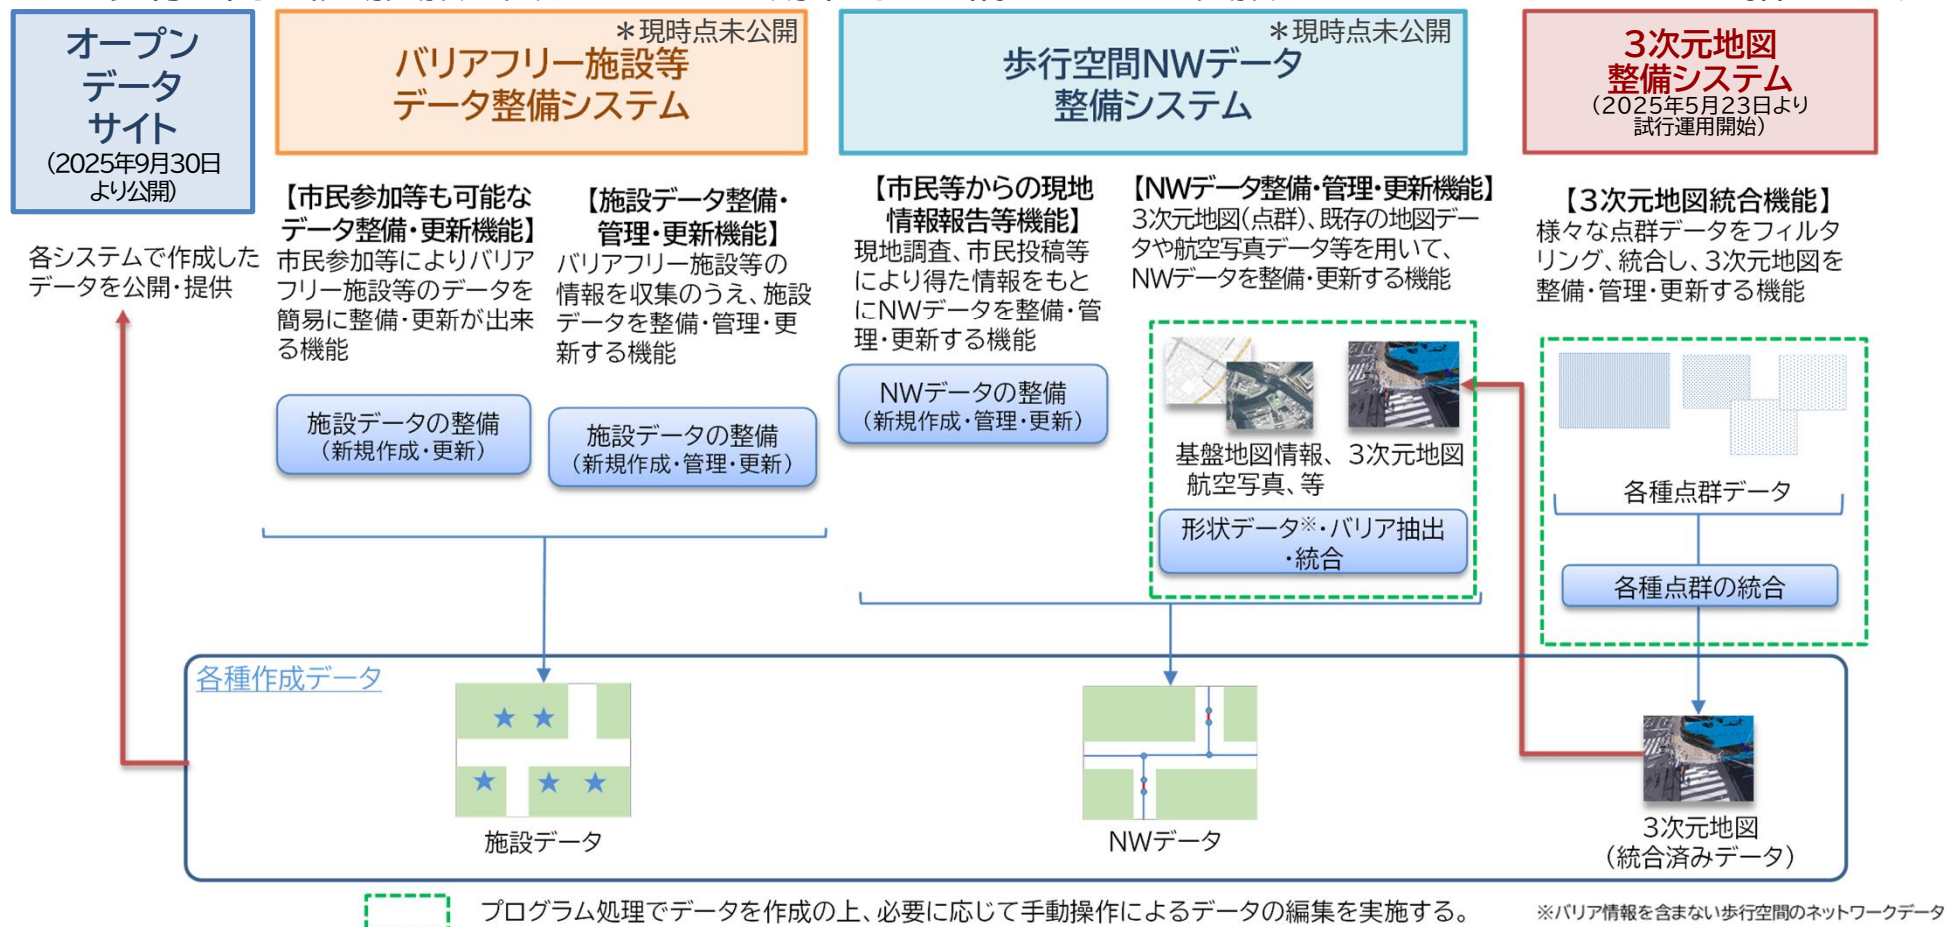 オープン
データ
サイト
（2025年9月30日
より公開）
各システムで作成した
データを公開・提供
＊現時点未公開
バリアフリー施設等
データ整備システム
【市民参加等も可能な
データ整備・更新機能】
市民参加等によりバリア
フリー施設等のデータを
簡易に整備・更新が出来
る機能
施設データの整備
（新規作成・更新）
【施設データ整備・
管理・更新機能】
バリアフリー施設等の
情報を収集のうえ、施設
データを整備・管理・更
新する機能
施設データの整備
（新規作成・管理・更新）
＊現時点未公開
歩行空間NWデータ
整備システム
【市民等からの現地
情報報告等機能】
現地調査、市民投稿等
により得た情報をもと
にNWデータを整備・管
理・更新する機能
NWデータの整備
（新規作成・管理・更新）
【NWデータ整備・管理・更新機能】
3次元地図（点群）、既存の地図デー
タや航空写真データ等を用いて、
NWデータを整備・更新する機能
基盤地図情報、
航空写真、等
3次元地図
形状データ※・バリア抽出
・統合
3次元地図
整備システム
（2025年5月23日より
試行運用開始）
【3次元地図統合機能】
様々な点群データをフィルタ
リング、統合し、3次元地図を
整備・管理・更新する機能
各種点群データ
各種点群の統合
各種作成データ
施設データ
NWデータ
3次元地図
（統合済みデータ）
プログラム処理でデータを作成の上、必要に応じて手動操作によるデータの編集を実施する。
※バリア情報を含まない歩行空間のネットワークデータ